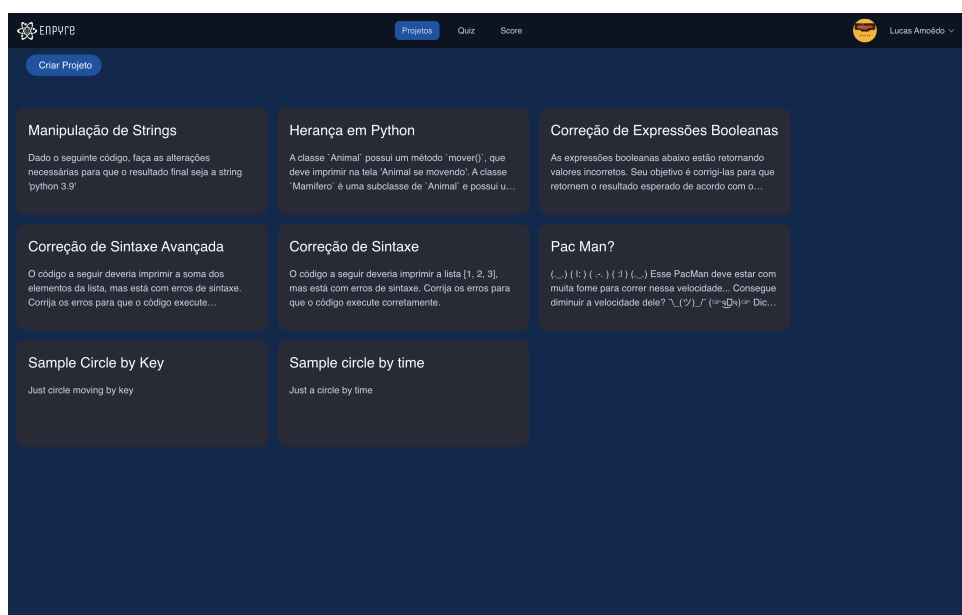 ENPYRE
Projetos
Quiz
Score
Lucas Amoêdo
Criar Projeto
Manipulação de Strings
Dado o seguinte código, faça as alterações
necessárias para que o resultado final seja a string
'python 3.9'
Herança em Python
A classe `Animal` possui um método `mover()`, que
deve imprimir na tela 'Animal se movendo'. A classe
`Mamifero` é uma subclasse de `Animal` e possui u…
Correção de Expressões Booleanas
As expressões booleanas abaixo estão retornando
valores incorretos. Seu objetivo é corrigi-las para que
retornem o resultado esperado de acordo com o…
Correção de Sintaxe Avançada
O código a seguir deveria imprimir a soma dos
elementos da lista, mas está com erros de sintaxe.
Corrija os erros para que o código execute…
Correção de Sintaxe
O código a seguir deveria imprimir a lista [1, 2, 3],
mas está com erros de sintaxe. Corrija os erros para
que o código execute corretamente.
Pac Man?
(._.) ( l: ) ( .-. ) ( :l ) (._.) Esse PacMan deve estar com
muita fome para correr nessa velocidade... Consegue
diminuir a velocidade dele? ¯\_(ツ)_/¯ Dic…
Sample Circle by Key
Just circle moving by key
Sample circle by time
Just a circle by time